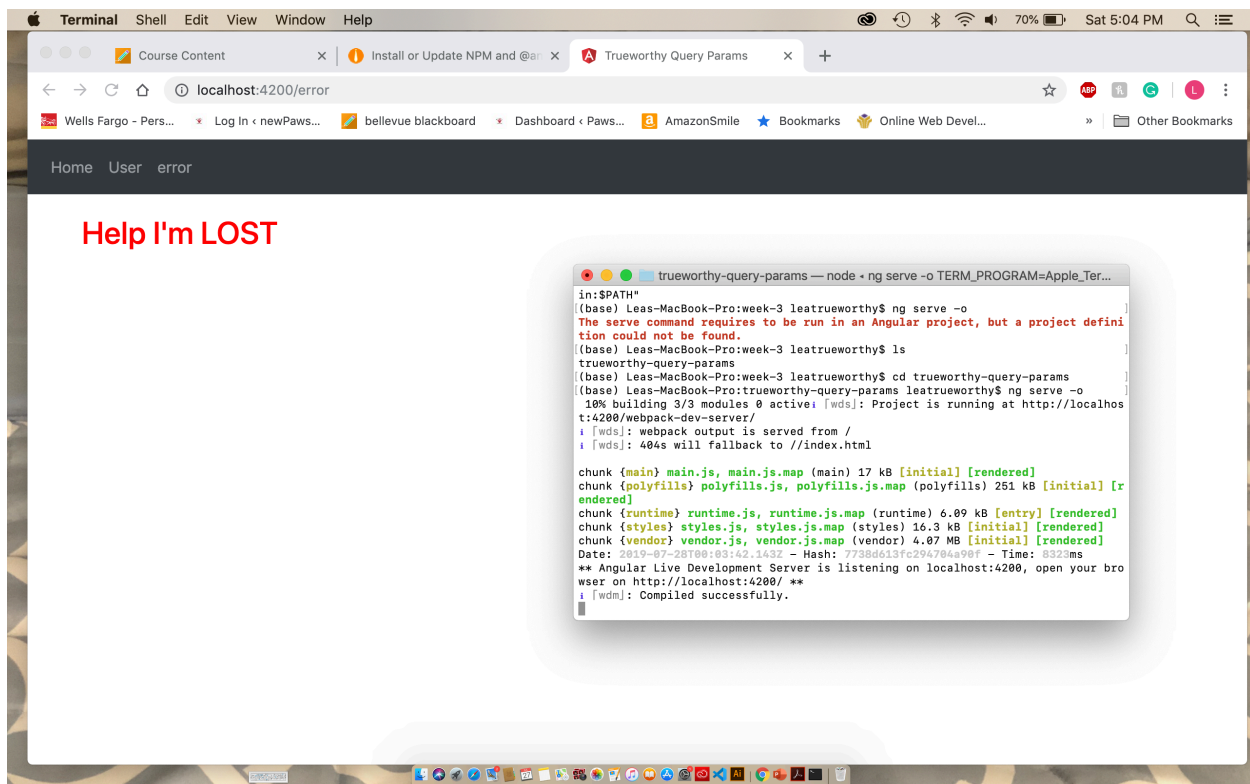 Terminal Shell Edit View Window Help 70% Sat 5:04 PM
Course Content Install or Update NPM and @an Trueworthy Query Params
localhost:4200/error ABP L
Wells Fargo - Pers... Log In ‹ newPaws... bellevue blackboard Dashboard ‹ Paws... AmazonSmile Bookmarks Online Web Devel... » Other Bookmarks
Home User error
Help I'm LOST
trueworthy-query-params — node ◂ ng serve -o TERM_PROGRAM=Apple_Ter...
in:$PATH"
[(base) Leas-MacBook-Pro:week-3 leatrueworthy$ ng serve -o ]
The serve command requires to be run in an Angular project, but a project defini
tion could not be found.
[(base) Leas-MacBook-Pro:week-3 leatrueworthy$ ls ]
trueworthy-query-params
[(base) Leas-MacBook-Pro:week-3 leatrueworthy$ cd trueworthy-query-params ]
[(base) Leas-MacBook-Pro:trueworthy-query-params leatrueworthy$ ng serve -o ]
10% building 3/3 modules 0 activeℹ ｢wds｣: Project is running at http://localhos
t:4200/webpack-dev-server/
ℹ ｢wds｣: webpack output is served from /
ℹ ｢wds｣: 404s will fallback to //index.html
chunk {main} main.js, main.js.map (main) 17 kB [initial] [rendered]
chunk {polyfills} polyfills.js, polyfills.js.map (polyfills) 251 kB [initial] [r
endered]
chunk {runtime} runtime.js, runtime.js.map (runtime) 6.09 kB [entry] [rendered]
chunk {styles} styles.js, styles.js.map (styles) 16.3 kB [initial] [rendered]
chunk {vendor} vendor.js, vendor.js.map (vendor) 4.07 MB [initial] [rendered]
Date: 2019-07-28T00:03:42.143Z - Hash: 7738d613fc294704a90f - Time: 8323ms
** Angular Live Development Server is listening on localhost:4200, open your bro
wser on http://localhost:4200/ **
ℹ ｢wdm｣: Compiled successfully.
Ai